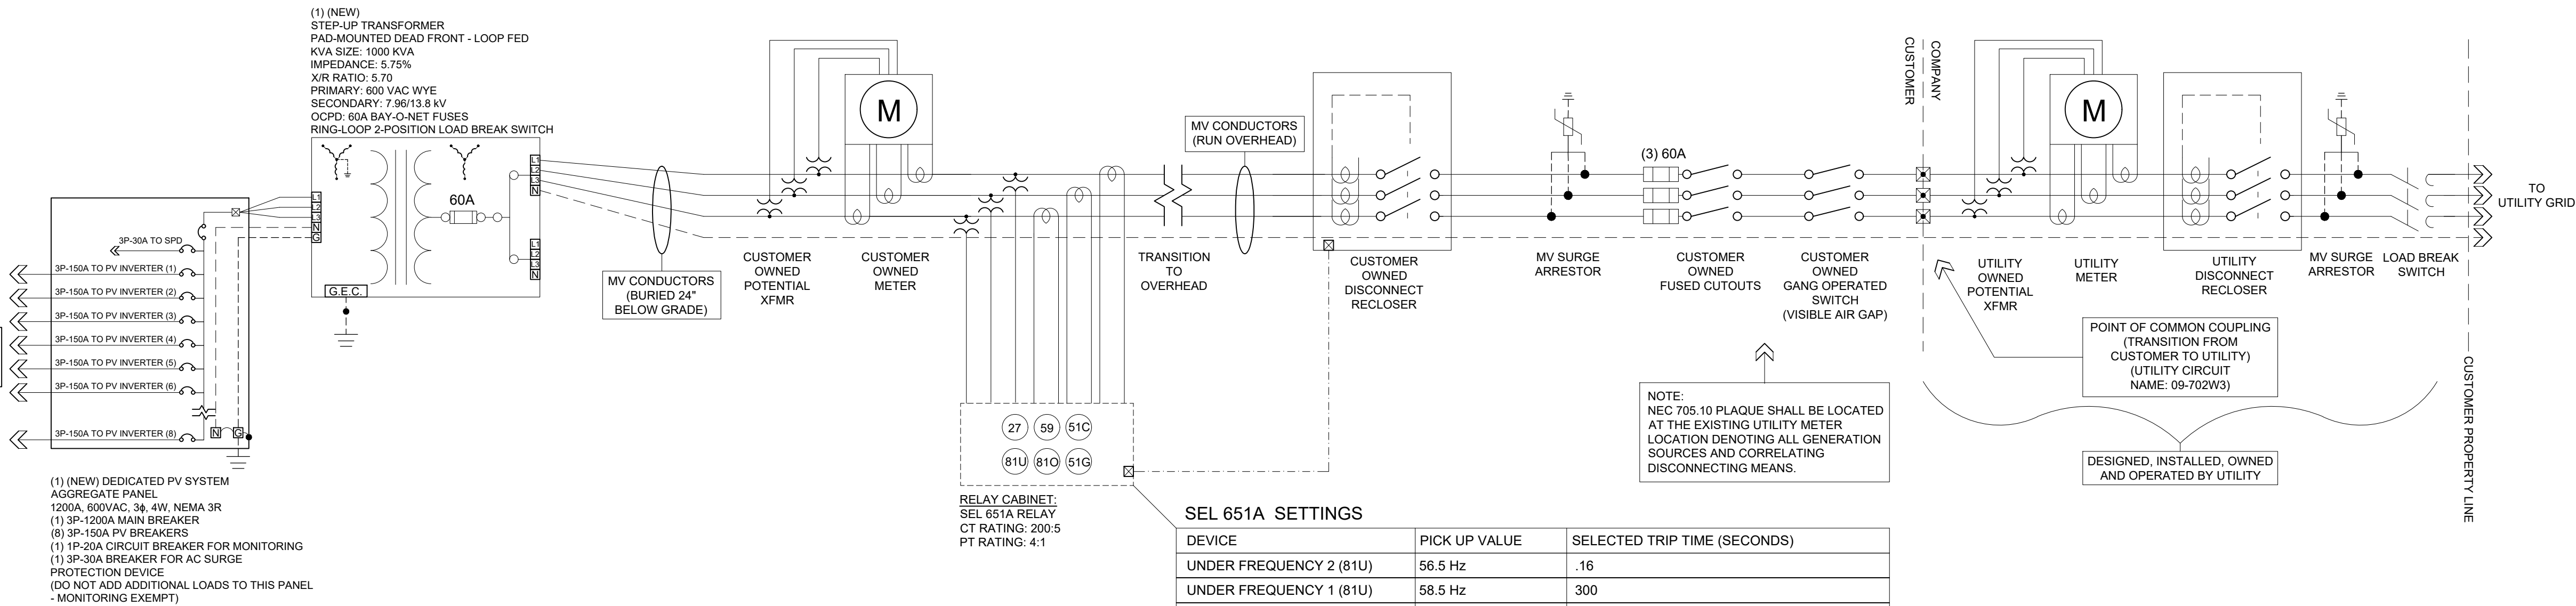 (1) (NEW)
STEP-UP TRANSFORMER
PAD-MOUNTED DEAD FRONT - LOOP FED
KVA SIZE: 1000 KVA
IMPEDANCE: 5.75%
X/R RATIO: 5.70
PRIMARY: 600 VAC WYE
SECONDARY: 7.96/13.8 kV
OCPD: 60A BAY-O-NET FUSES
RING-LOOP 2-POSITION LOAD BREAK SWITCH
L1
L2
L3
N
G
60A
L1
L2
L3
N
L1
L2
L3
N
G.E.C.
3P-30A TO SPD
3P-150A TO PV INVERTER (1)
3P-150A TO PV INVERTER (2)
3P-150A TO PV INVERTER (3)
3P-150A TO PV INVERTER (4)
3P-150A TO PV INVERTER (5)
3P-150A TO PV INVERTER (6)
3P-150A TO PV INVERTER (8)
N
G
(1) (NEW) DEDICATED PV SYSTEM
AGGREGATE PANEL
1200A, 600VAC, 3ϕ, 4W, NEMA 3R
(1) 3P-1200A MAIN BREAKER
(8) 3P-150A PV BREAKERS
(1) 1P-20A CIRCUIT BREAKER FOR MONITORING
(1) 3P-30A BREAKER FOR AC SURGE
PROTECTION DEVICE
(DO NOT ADD ADDITIONAL LOADS TO THIS PANEL
- MONITORING EXEMPT)
MV CONDUCTORS
(BURIED 24"
BELOW GRADE)
M
CUSTOMER
OWNED
POTENTIAL
XFMR
CUSTOMER
OWNED
METER
27
59
51C
81U
81O
51G
RELAY CABINET:
SEL 651A RELAY
CT RATING: 200:5
PT RATING: 4:1
TRANSITION
TO
OVERHEAD
MV CONDUCTORS
(RUN OVERHEAD)
CUSTOMER
OWNED
DISCONNECT
RECLOSER
MV SURGE
ARRESTOR
(3) 60A
CUSTOMER
OWNED
FUSED CUTOUTS
CUSTOMER
OWNED
GANG OPERATED
SWITCH
(VISIBLE AIR GAP)
NOTE:
NEC 705.10 PLAQUE SHALL BE LOCATED
AT THE EXISTING UTILITY METER
LOCATION DENOTING ALL GENERATION
SOURCES AND CORRELATING
DISCONNECTING MEANS.
SEL 651A SETTINGS
DEVICE PICK UP VALUE SELECTED TRIP TIME (SECONDS)
UNDER FREQUENCY 2 (81U) 56.5 Hz .16
UNDER FREQUENCY 1 (81U) 58.5 Hz 300
CUSTOMER
COMPANY
M
UTILITY
OWNED
POTENTIAL
XFMR
UTILITY
METER
UTILITY
DISCONNECT
RECLOSER
MV SURGE
ARRESTOR
LOAD BREAK
SWITCH
POINT OF COMMON COUPLING
(TRANSITION FROM
CUSTOMER TO UTILITY)
(UTILITY CIRCUIT
NAME: 09-702W3)
DESIGNED, INSTALLED, OWNED
AND OPERATED BY UTILITY
CUSTOMER PROPERTY LINE
TO
UTILITY GRID